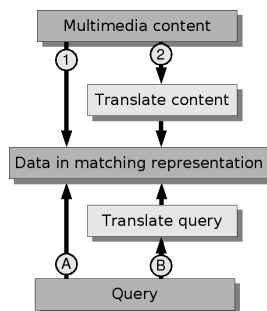 Multimedia content
1 2
Translate content
Data in matching representation
Translate query
A B
Query